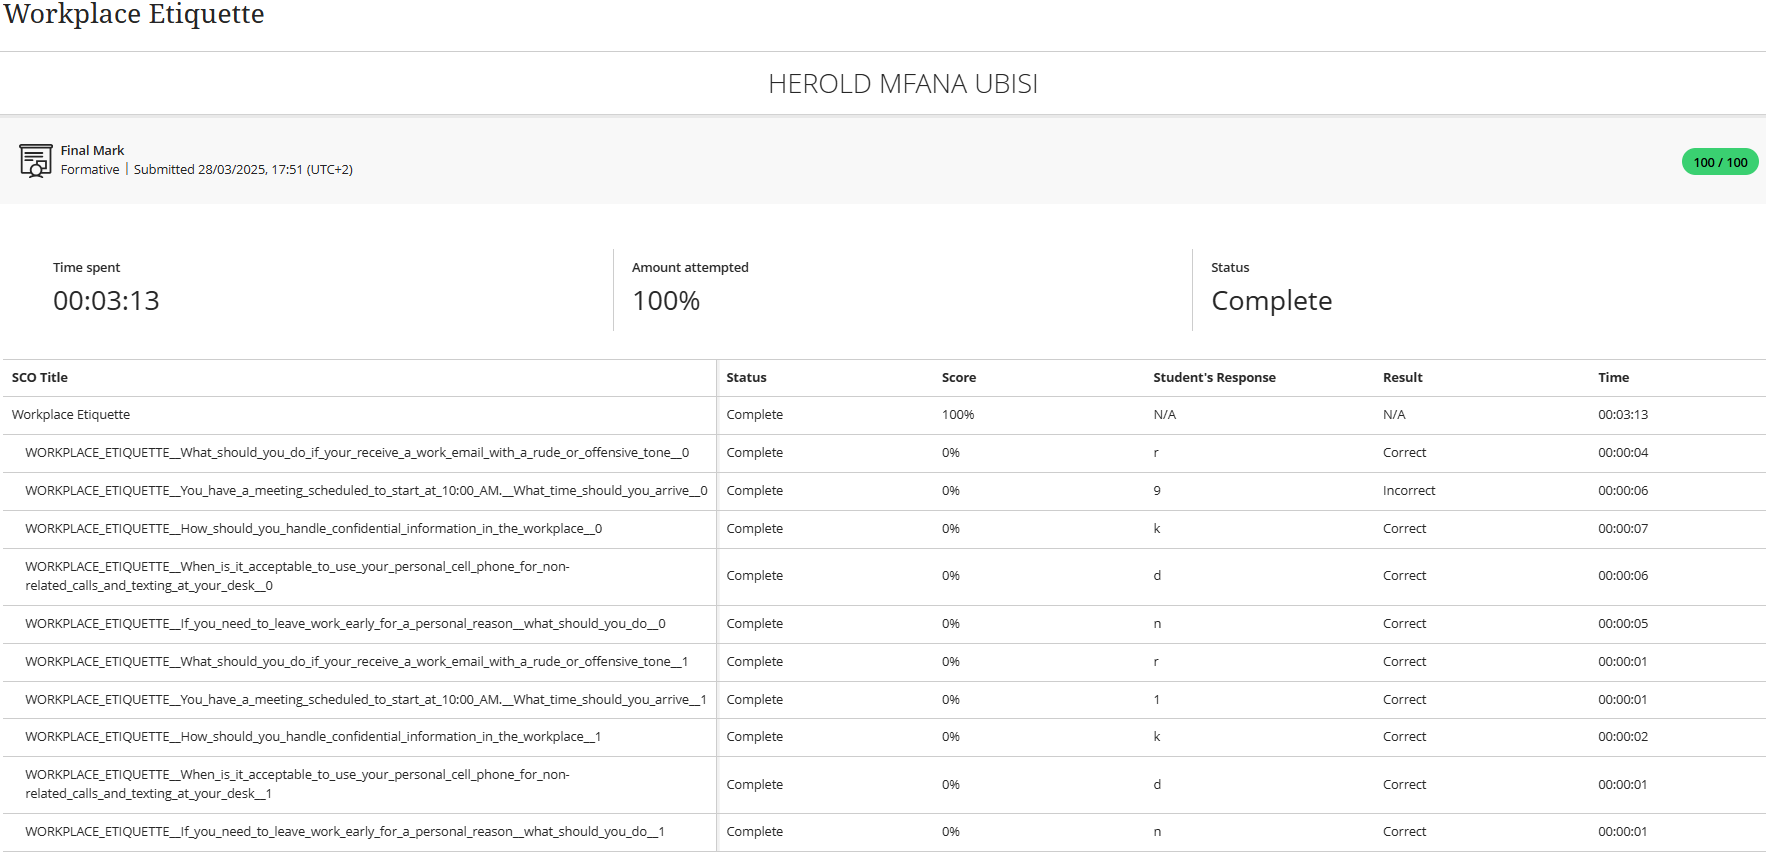 Workplace Etiquette
HEROLD MFANA UBISI
Final Mark
Formative | Submitted 28/03/2025, 17:51 (UTC+2)
100 / 100
Time spent
00:03:13
Amount attempted
100%
Status
Complete
SCO Title Status Score Student's Response Result Time
Workplace Etiquette Complete 100% N/A N/A 00:03:13
WORKPLACE_ETIQUETTE__What_should_you_do_if_your_receive_a_work_email_with_a_rude_or_offensive_tone__0 Complete 0% r Correct 00:00:04
WORKPLACE_ETIQUETTE__You_have_a_meeting_scheduled_to_start_at_10:00_AM.__What_time_should_you_arrive__0 Complete 0% 9 Incorrect 00:00:06
WORKPLACE_ETIQUETTE__How_should_you_handle_confidential_information_in_the_workplace__0 Complete 0% k Correct 00:00:07
WORKPLACE_ETIQUETTE__When_is_it_acceptable_to_use_your_personal_cell_phone_for_non-
related_calls_and_texting_at_your_desk__0 Complete 0% d Correct 00:00:06
WORKPLACE_ETIQUETTE__If_you_need_to_leave_work_early_for_a_personal_reason__what_should_you_do__0 Complete 0% n Correct 00:00:05
WORKPLACE_ETIQUETTE__What_should_you_do_if_your_receive_a_work_email_with_a_rude_or_offensive_tone__1 Complete 0% r Correct 00:00:01
WORKPLACE_ETIQUETTE__You_have_a_meeting_scheduled_to_start_at_10:00_AM.__What_time_should_you_arrive__1 Complete 0% 1 Correct 00:00:01
WORKPLACE_ETIQUETTE__How_should_you_handle_confidential_information_in_the_workplace__1 Complete 0% k Correct 00:00:02
WORKPLACE_ETIQUETTE__When_is_it_acceptable_to_use_your_personal_cell_phone_for_non-
related_calls_and_texting_at_your_desk__1 Complete 0% d Correct 00:00:01
WORKPLACE_ETIQUETTE__If_you_need_to_leave_work_early_for_a_personal_reason__what_should_you_do__1 Complete 0% n Correct 00:00:01